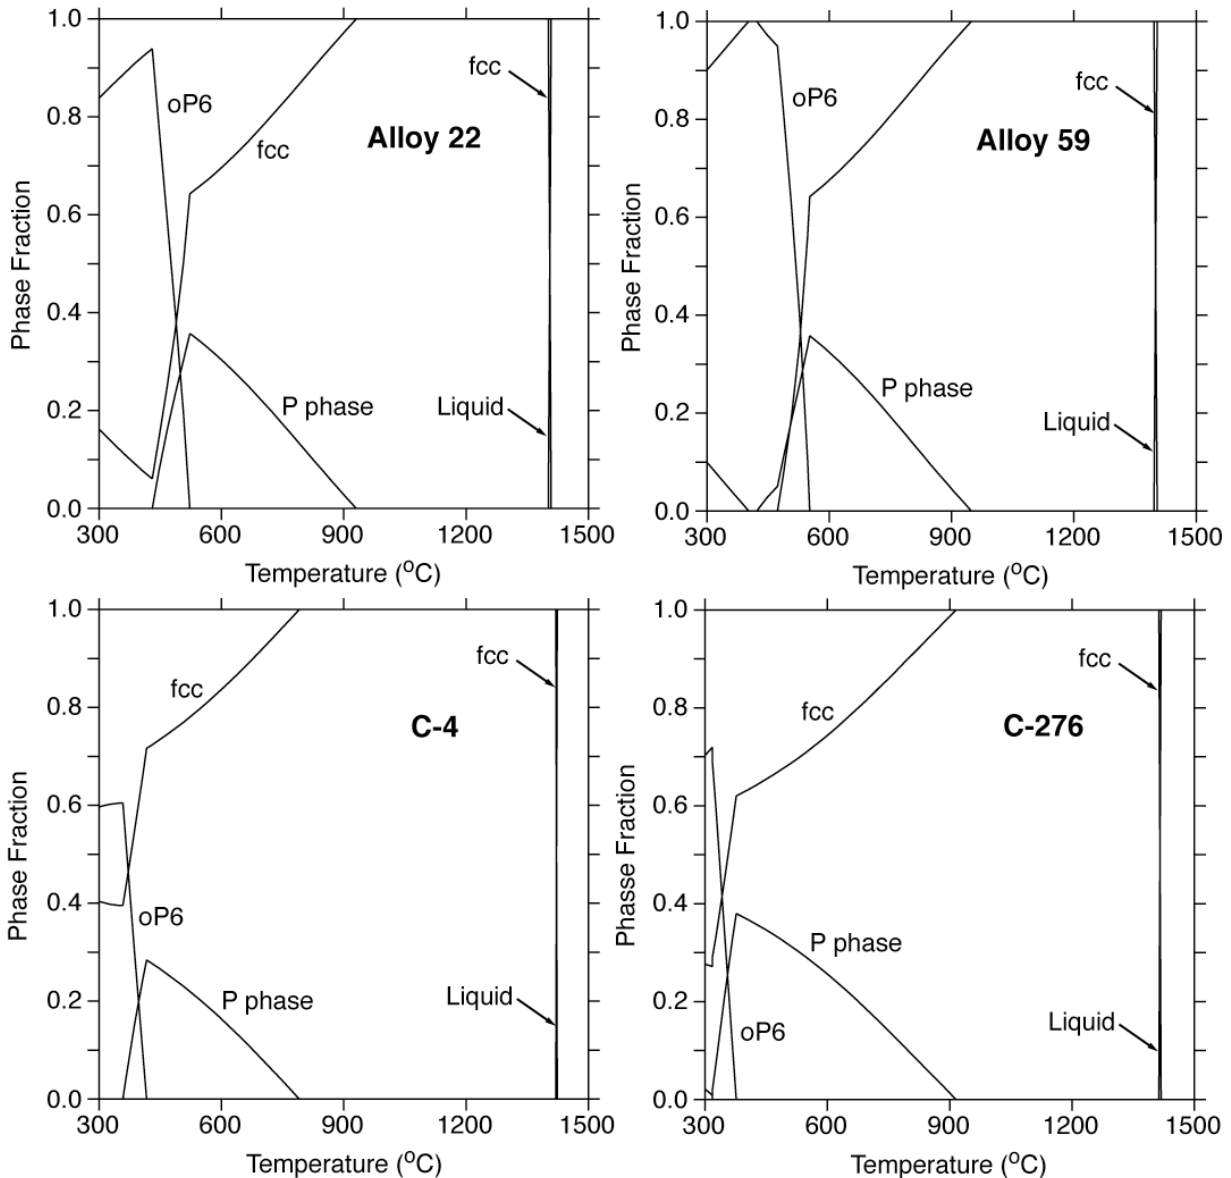 1.0
0.8
0.6
0.4
0.2
0.0
Phase Fraction
oP6
fcc
Alloy 22
fcc
P phase
Liquid
300 600 900 1200 1500
Temperature (°C)
1.0
0.8
0.6
0.4
0.2
0.0
Phase Fraction
oP6
fcc
Alloy 59
P phase
Liquid
300 600 900 1200 1500
Temperature (°C)
1.0
0.8
0.6
0.4
0.2
0.0
Phase Fraction
fcc
fcc
C-4
oP6
P phase
Liquid
300 600 900 1200 1500
Temperature (°C)
1.0
0.8
0.6
0.4
0.2
0.0
Phasse Fraction
fcc
fcc
C-276
P phase
oP6
Liquid
300 600 900 1200 1500
Temperature (°C)